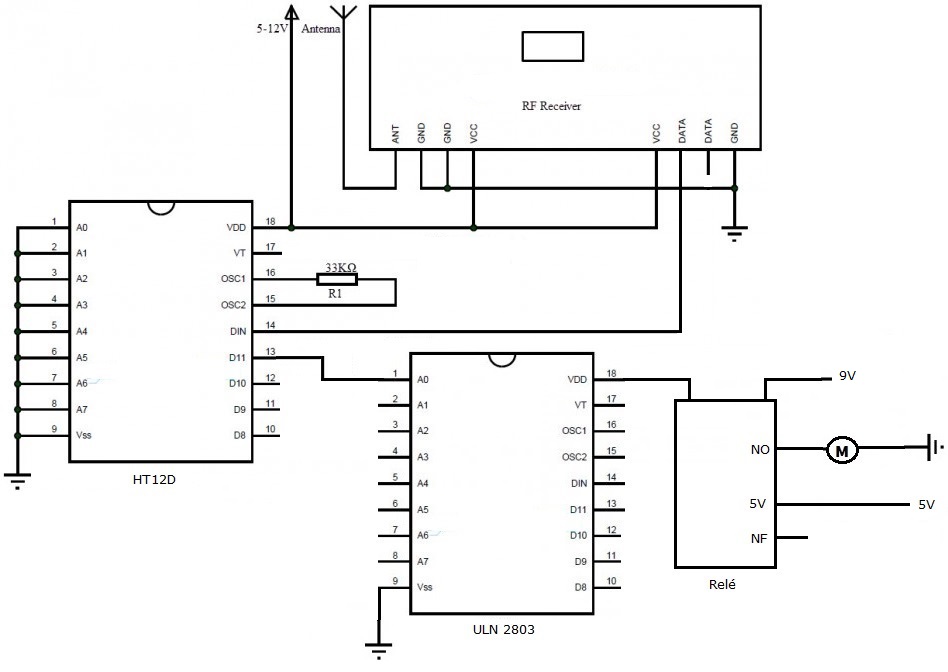 5-12V Antenna
RF Receiver
ANT GND GND VCC VCC DATA DATA GND
1 A0 VDD 18
2 A1 VT 17
3 A2 OSC1 16
33KΩ
R1
4 A3 OSC2 15
5 A4 DIN 14
6 A5 D11 13
7 A6 D10 12
8 A7 D9 11
9 Vss D8 10
HT12D
1 A0 VDD 18
2 A1 VT 17
3 A2 OSC1 16
4 A3 OSC2 15
5 A4 DIN 14
6 A5 D11 13
7 A6 D10 12
8 A7 D9 11
9 Vss D8 10
ULN 2803
9V
NO M
5V 5V
NF
Relé